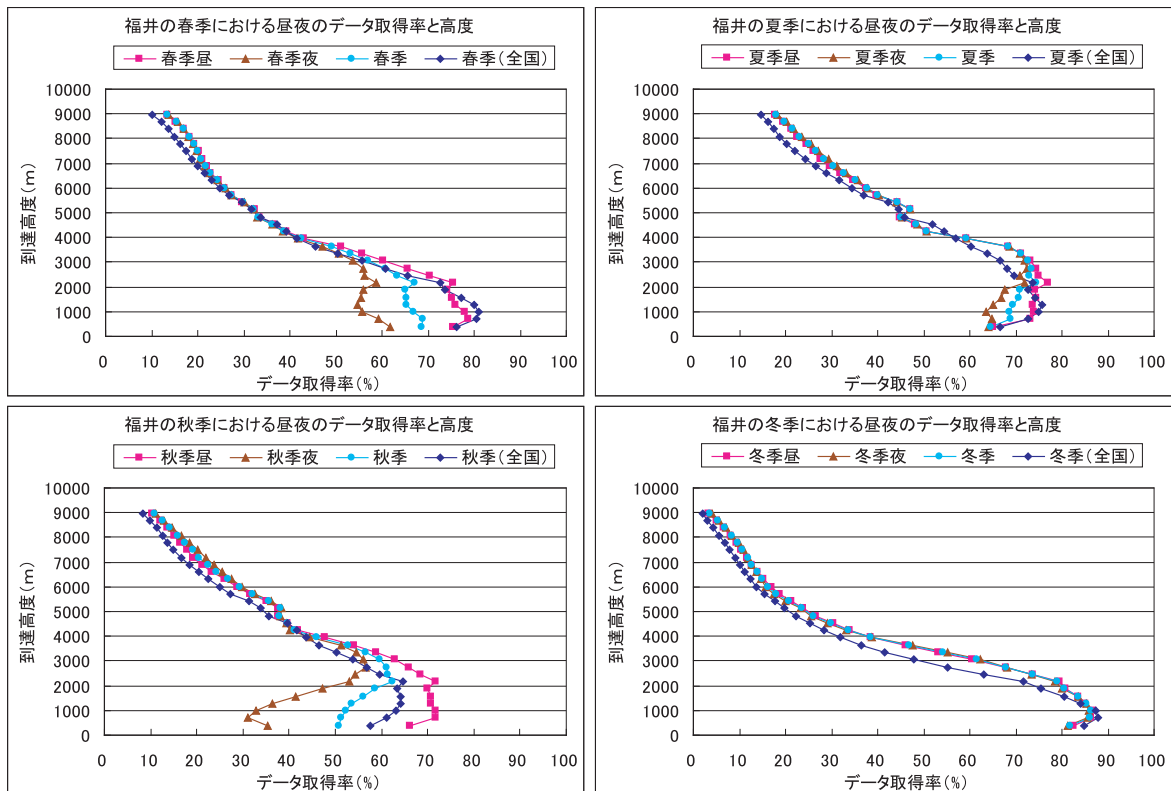 福井の春季における昼夜のデータ取得率と高度
春季昼 春季夜 春季 春季(全国)
到達高度(m)
10000
9000
8000
7000
6000
5000
4000
3000
2000
1000
0
0 10 20 30 40 50 60 70 80 90 100
データ取得率(%)
福井の夏季における昼夜のデータ取得率と高度
夏季昼 夏季夜 夏季 夏季(全国)
到達高度(m)
10000
9000
8000
7000
6000
5000
4000
3000
2000
1000
0
0 10 20 30 40 50 60 70 80 90 100
データ取得率(%)
福井の秋季における昼夜のデータ取得率と高度
秋季昼 秋季夜 秋季 秋季(全国)
到達高度(m)
10000
9000
8000
7000
6000
5000
4000
3000
2000
1000
0
0 10 20 30 40 50 60 70 80 90 100
データ取得率(%)
福井の冬季における昼夜のデータ取得率と高度
冬季昼 冬季夜 冬季 冬季(全国)
到達高度(m)
10000
9000
8000
7000
6000
5000
4000
3000
2000
1000
0
0 10 20 30 40 50 60 70 80 90 100
データ取得率(%)